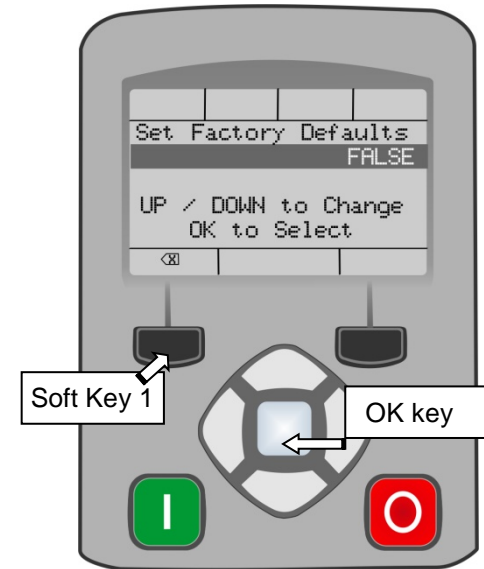 Set Factory Defaults
FALSE
UP / DOWN to Change
OK to Select
Soft Key 1
OK key
I
O